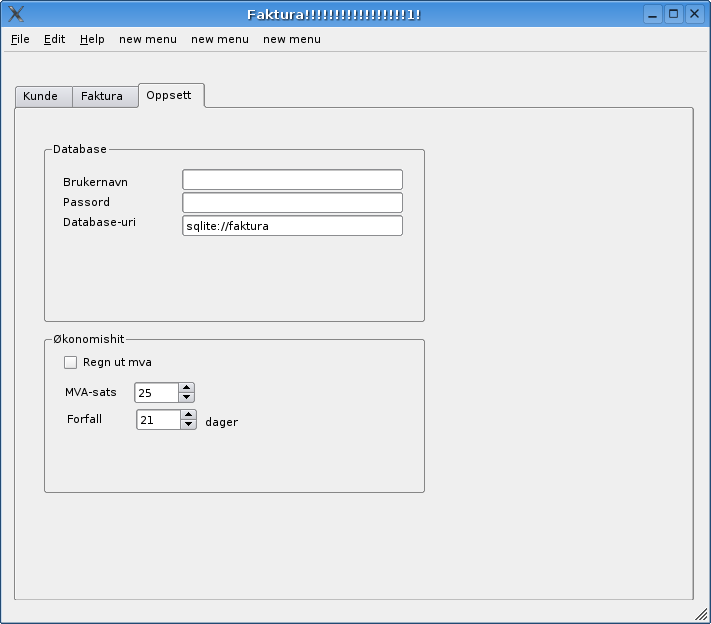 Faktura!!!!!!!!!!!!!!!!!1!
File Edit Help new menu new menu new menu
Kunde Faktura Oppsett
Database
Brukernavn
Passord
Database-uri sqlite://faktura
Økonomishit
Regn ut mva
MVA-sats 25
Forfall 21 dager